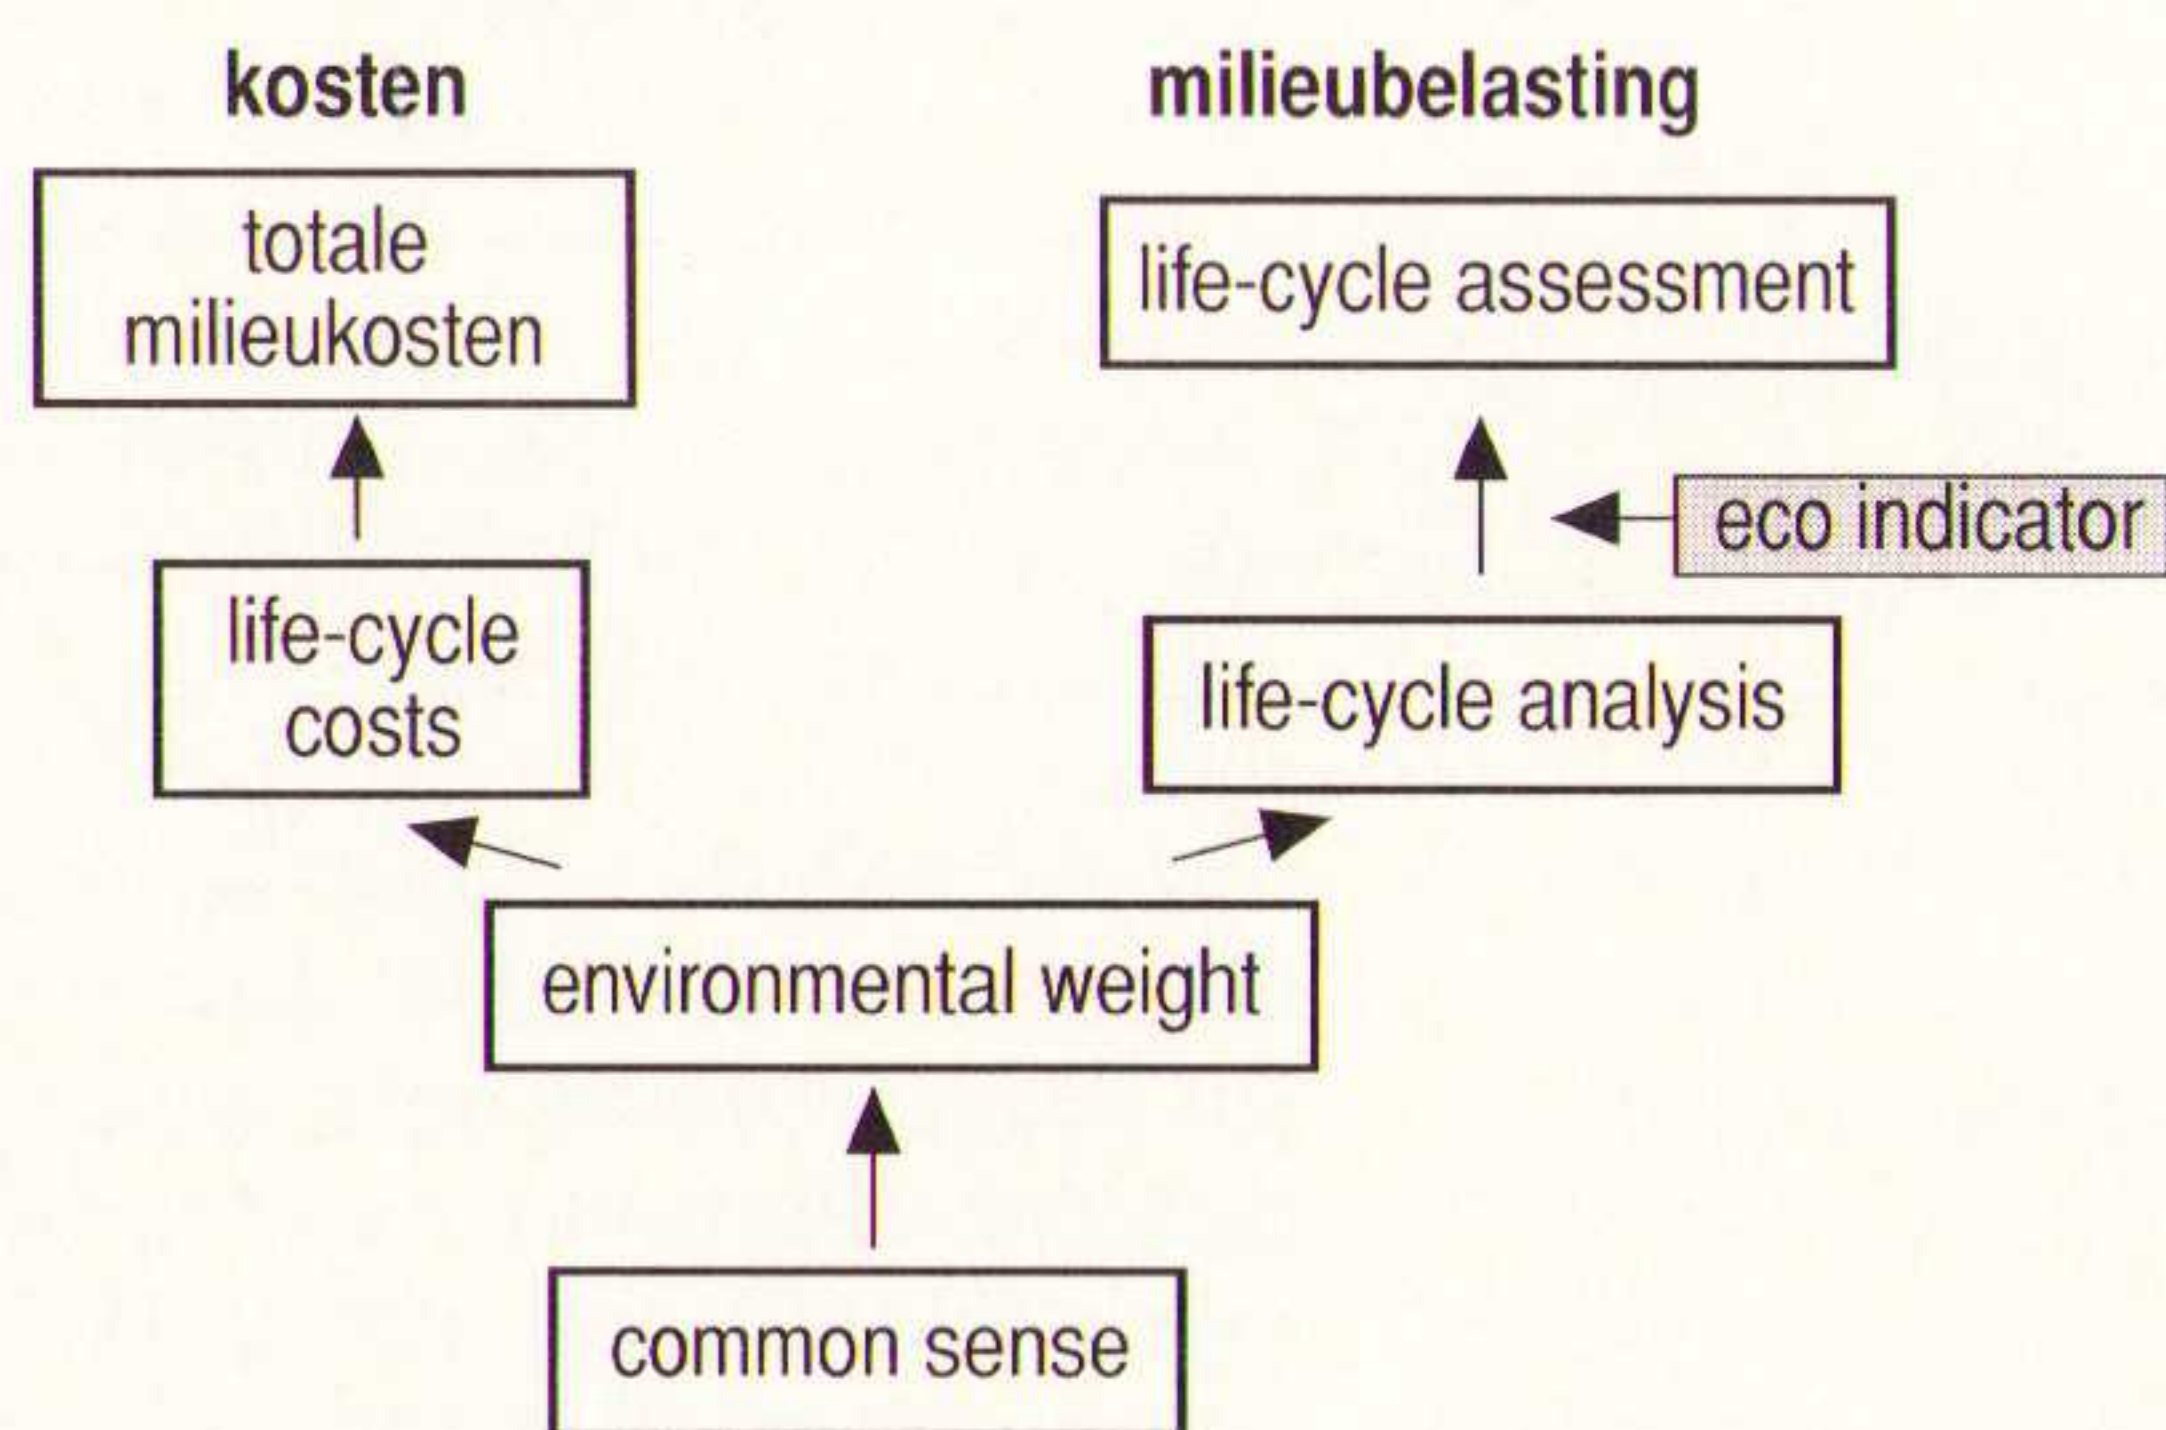 kosten
milieubelasting
totale
milieukosten
life-cycle assessment
eco indicator
life-cycle
costs
life-cycle analysis
environmental weight
common sense